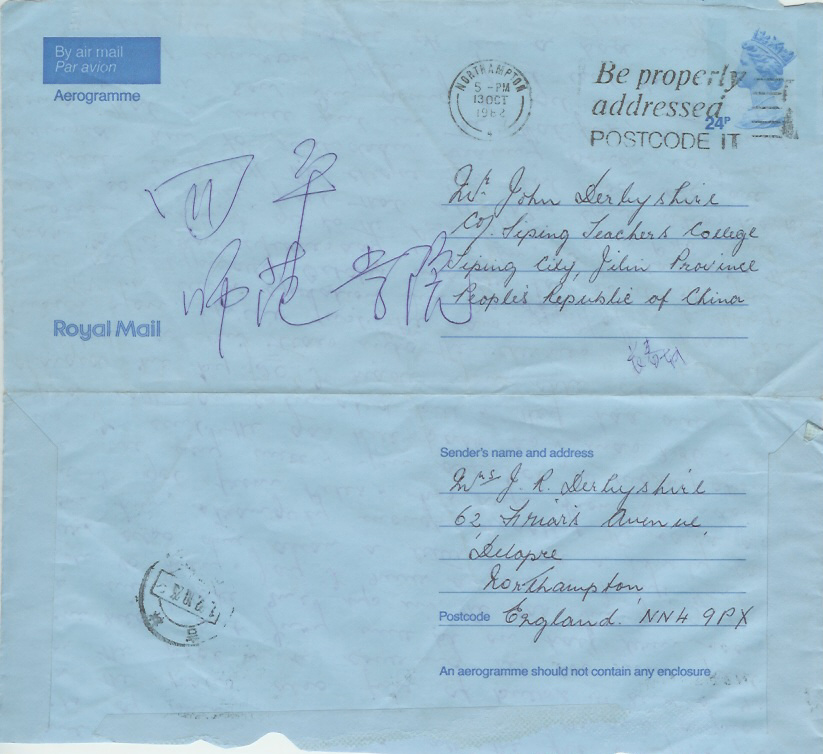 By air mail
Par avion
Aerogramme
NORTHAMPTON
5 - PM
13 OCT
1982
Be properly
addressed
POSTCODE IT
24P
四平
师范学院
Mr. John Derbyshire
C/. Siping Teachers College
Siping City, Jilin Province
People's Republic of China
Royal Mail
Sender's name and address
Mrs J. R. Derbyshire
62 Friars Avenue
Delapre
Northampton
Postcode England. NN4 9PX
An aerogramme should not contain any enclosure